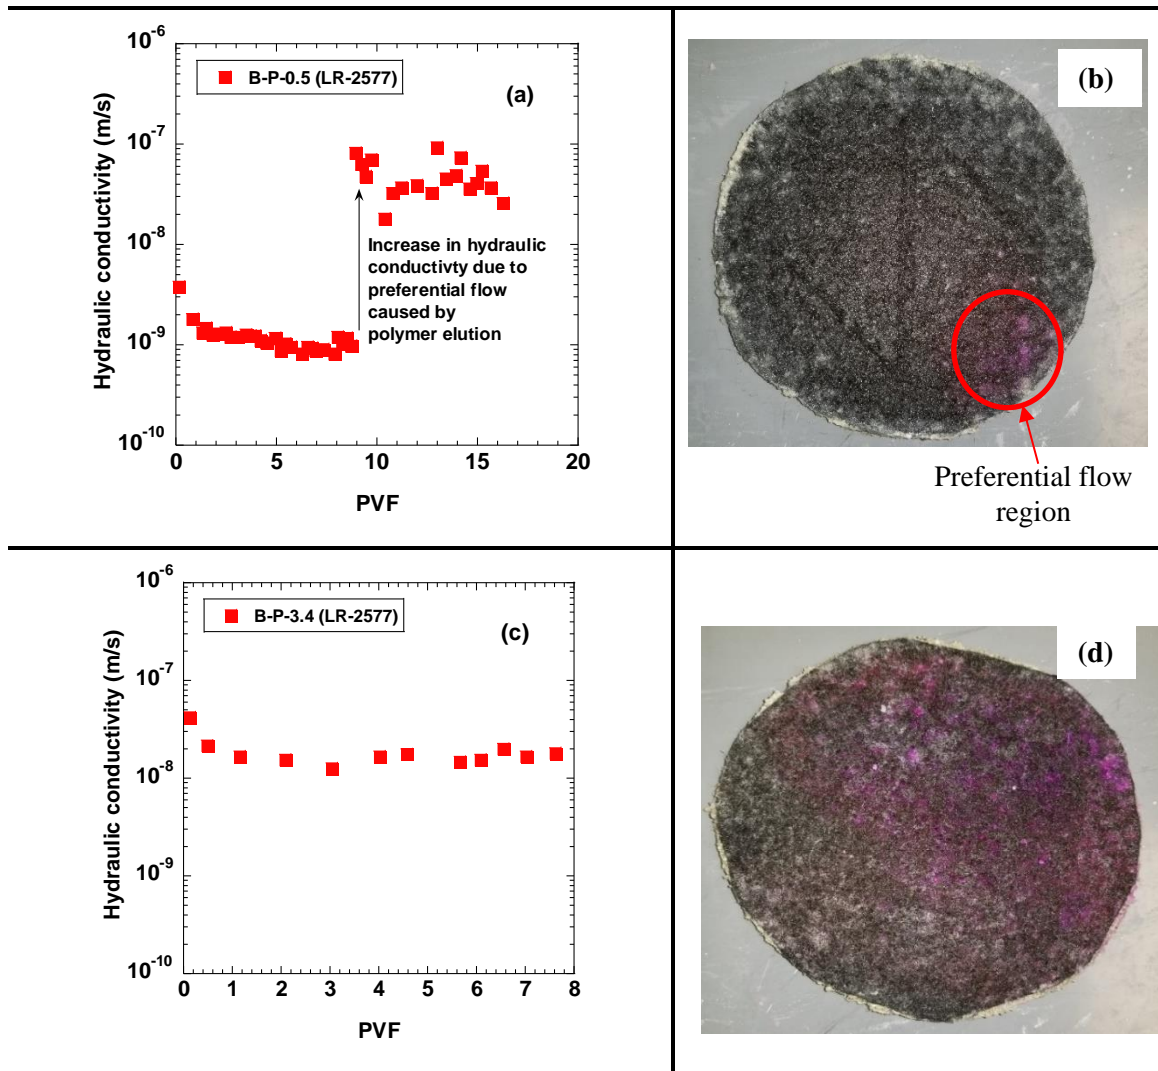 10-6
10-7
10-8
10-9
10-10
Hydraulic conductivity (m/s)
B-P-0.5 (LR-2577)
(a)
Increase in hydraulic
conductivty due to
preferential flow
caused by
polymer elution
0 5 10 15 20
PVF
(b)
Preferential flow
region
10-6
10-7
10-8
10-9
10-10
Hydraulic conductivity (m/s)
B-P-3.4 (LR-2577)
(c)
0 1 2 3 4 5 6 7 8
PVF
(d)